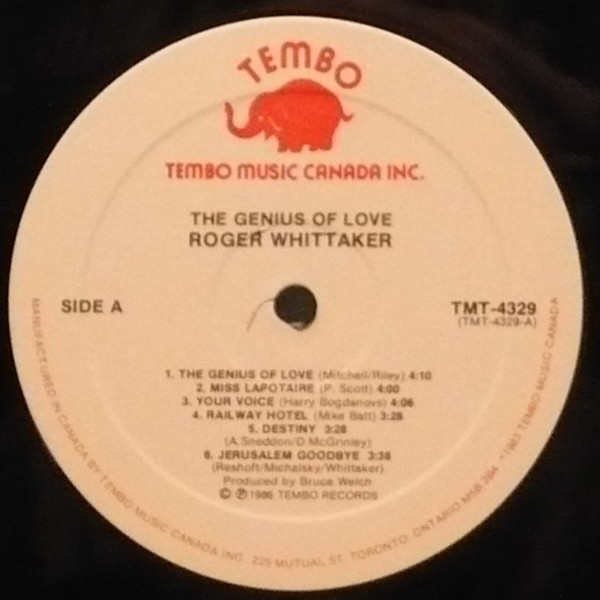 TEMBO
TEMBO MUSIC CANADA INC.
THE GENIUS OF LOVE
ROGER WHITTAKER
SIDE A
TMT-4329
(TMT-4329-A)
1. THE GENIUS OF LOVE (Mitchell/Riley) 4:10
2. MISS LAPOTAIRE (P. Scott) 4:00
3. YOUR VOICE (Harry Bogdanovs) 4:06
4. RAILWAY HOTEL (Mike Batt) 3:28
5. DESTINY 3:28
(A.Sneddon/D.McGinley)
6. JERUSALEM GOODBYE 3:38
(Reshoft/Michalsky/Whittaker)
Produced by Bruce Welch
© ℗ 1986 TEMBO RECORDS
MANUFACTURED IN CANADA BY TEMBO MUSIC CANADA INC., 225 MUTUAL ST. TORONTO, ONTARIO M5B 2B4 • 1983 TEMBO MUSIC CANADA